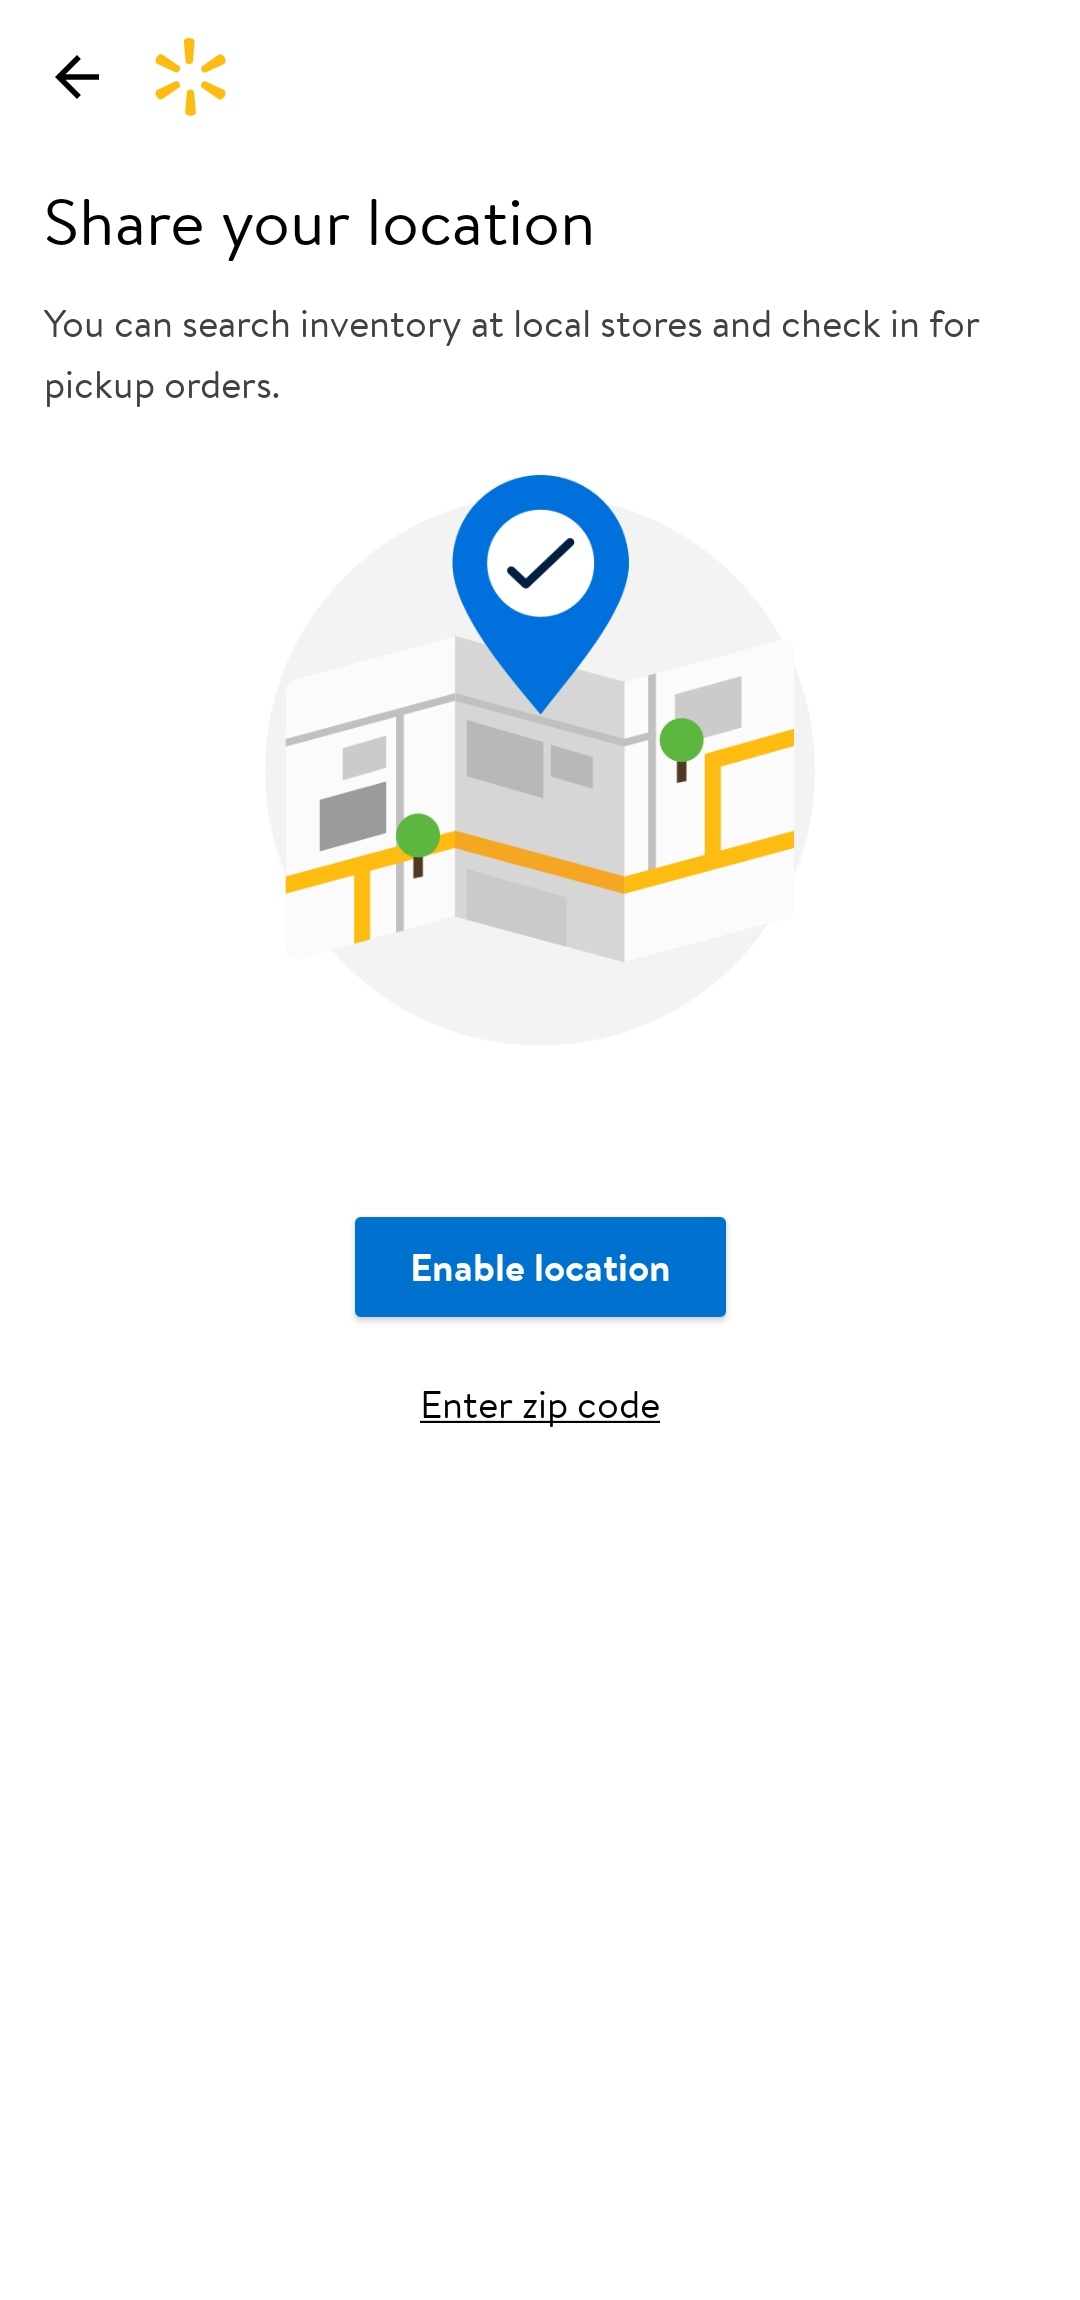 Share your location
You can search inventory at local stores and check in for
pickup orders.
Enable location
Enter zip code